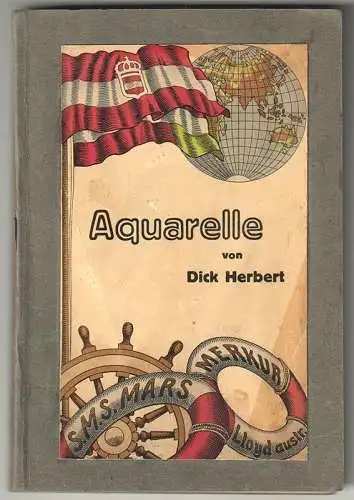 Aquarelle
von
Dick Herbert
MERKUR
S.M.S. MARS
Lloyd austr.